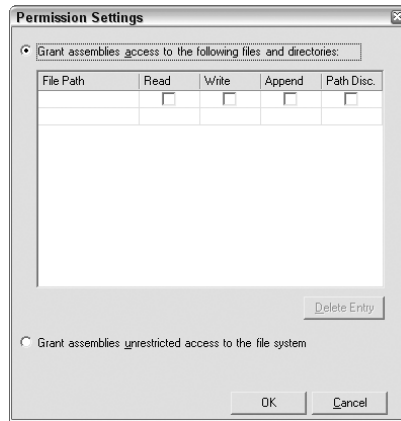 Permission Settings
Grant assemblies access to the following files and directories:
File Path Read Write Append Path Disc.
Delete Entry
Grant assemblies unrestricted access to the file system
OK Cancel